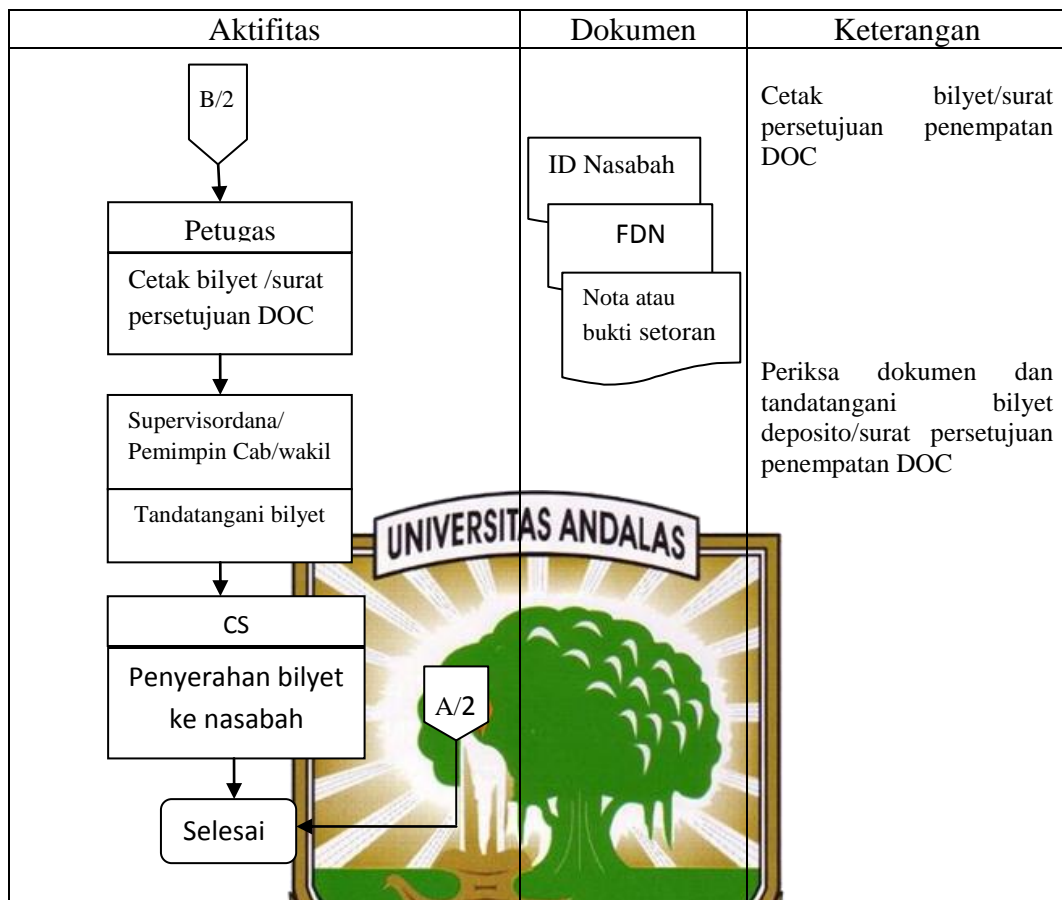 Aktifitas
Dokumen
Keterangan
B/2
Petugas
Cetak bilyet /surat
persetujuan DOC
Supervisordana/
Pemimpin Cab/wakil
Tandatangani bilyet
CS
Penyerahan bilyet
ke nasabah
A/2
Selesai
ID Nasabah
FDN
Nota atau
bukti setoran
Cetak bilyet/surat
persetujuan penempatan
DOC
Periksa dokumen dan
tandatangani bilyet
deposito/surat persetujuan
penempatan DOC
UNIVERSITAS ANDALAS